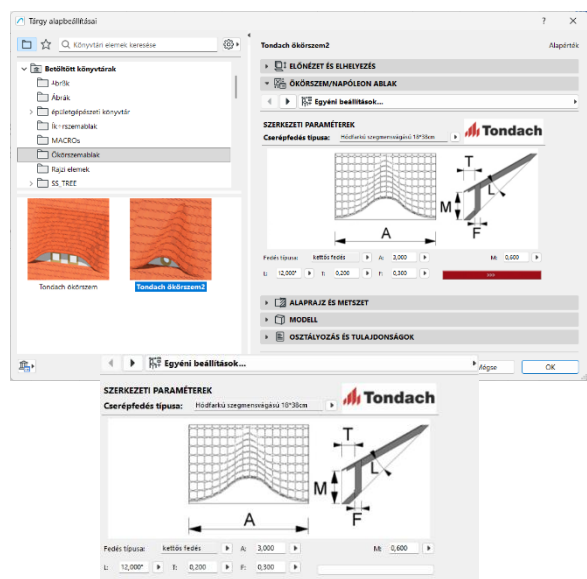 Tárgy alapbeállításai
? ×
Könyvtári elemek keresése
Tondach ökörszem2
Alapérték
Betöltött könyvtárak
Ábrák
épületgépészeti könyvtár
MACROs
Ökörszemablak
Rajzi elemek
SS_TREE
Tondach ökörszem
Tondach ökörszem2
ELŐNÉZET ÉS ELHELYEZÉS
ÖKÖRSZEM/NAPÓLEON ABLAK
Egyéni beállítások...
SZERKEZETI PARAMÉTEREK
Cserépfedés típusa: Hódfarkú szegmensvágású 18*38cm
Tondach
T
L
M
A
F
Fedés típusa: kettős fedés A: 3,000 M: 0,600
L: 12,000° T: 0,200 F: 0,300 >>>
ALAPRAJZ ÉS METSZET
MODELL
OSZTÁLYOZÁS ÉS TULAJDONSÁGOK
Mégse OK
Egyéni beállítások...
SZERKEZETI PARAMÉTEREK
Cserépfedés típusa: Hódfarkú szegmensvágású 18*38cm
Tondach
T
L
M
A
F
Fedés típusa: kettős fedés A: 3,000 M: 0,600
L: 12,000° T: 0,200 F: 0,300